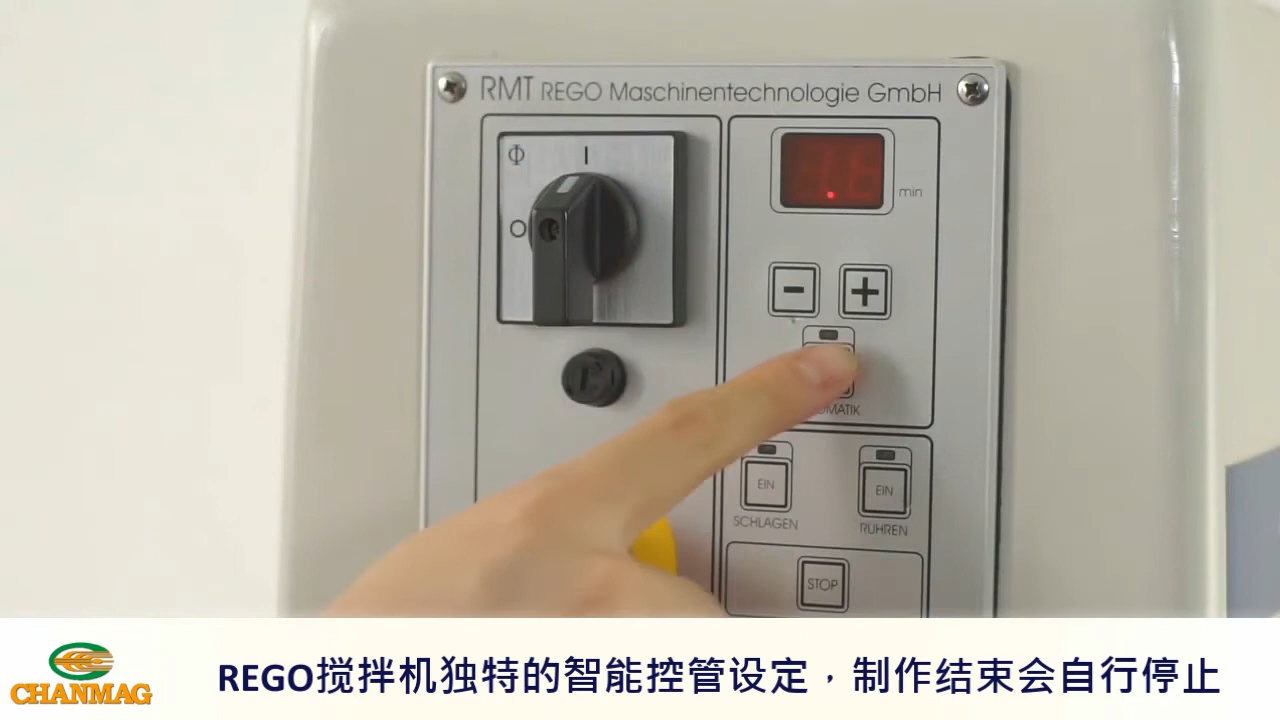 RMT REGO Maschinentechnologie GmbH
min
EIN
EIN
SCHLAGEN
RÜHREN
STOP
CHANMAG
REGO搅拌机独特的智能控管设定，制作结束会自行停止